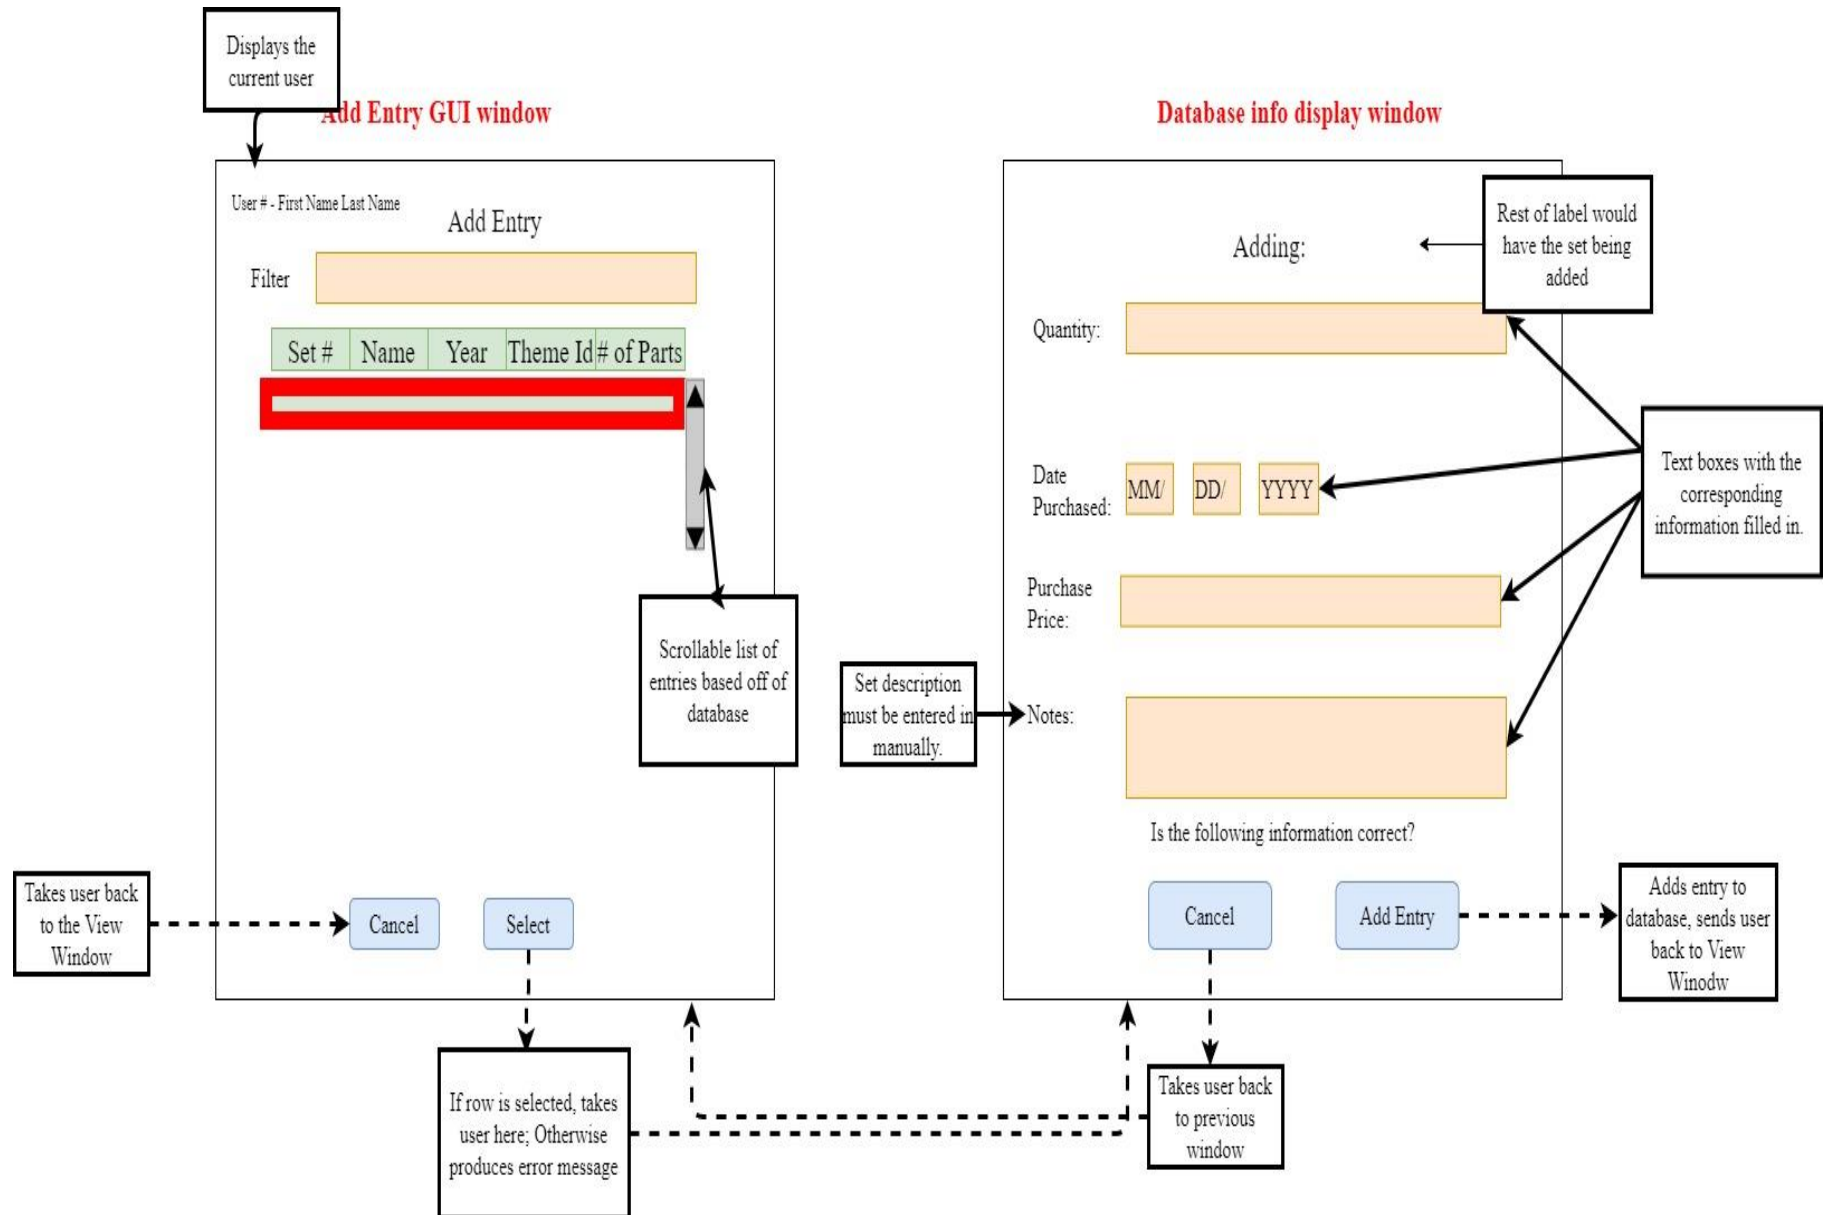 Displays the
current user
Add Entry GUI window
User # - First Name Last Name
Add Entry
Filter
Set # Name Year Theme Id # of Parts
Scrollable list of
entries based off of
database
Takes user back
to the View
Window
Cancel
Select
If row is selected, takes
user here; Otherwise
produces error message
Database info display window
Adding:
Rest of label would
have the set being
added
Quantity:
Date
Purchased:
MM/ DD/ YYYY
Text boxes with the
corresponding
information filled in.
Purchase
Price:
Set description
must be entered in
manually.
Notes:
Is the following information correct?
Cancel
Add Entry
Adds entry to
database, sends user
back to View
Winodw
Takes user back
to previous
window